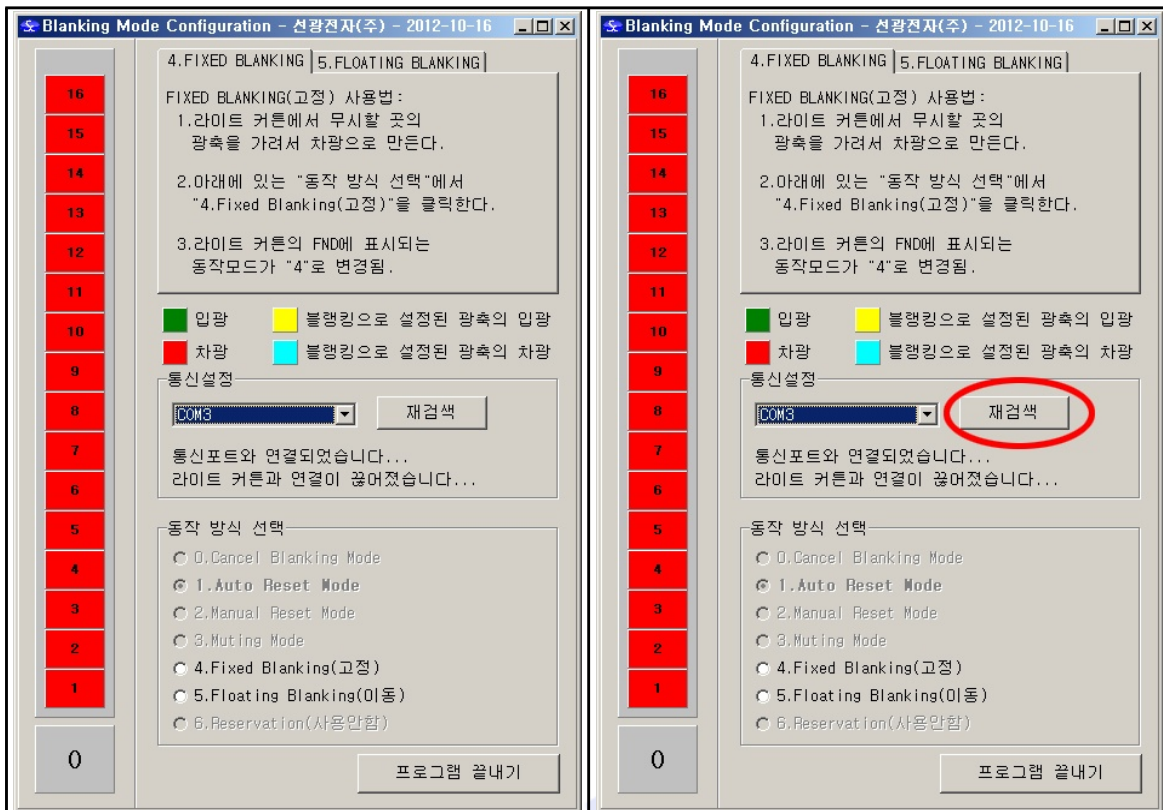 Blanking Mode Configuration - 선광전자(주) - 2012-10-16
4.FIXED BLANKING
5.FLOATING BLANKING
FIXED BLANKING(고정) 사용법:
1.라이트 커튼에서 무시할 곳의
광축을 가려서 차광으로 만든다.
2.아래에 있는 "동작 방식 선택"에서
"4.Fixed Blanking(고정)"을 클릭한다.
3.라이트 커튼의 FND에 표시되는
동작모드가 "4"로 변경됨.
16
15
14
13
12
11
10
9
8
7
6
5
4
3
2
1
0
입광
블랭킹으로 설정된 광축의 입광
차광
블랭킹으로 설정된 광축의 차광
통신설정
COM3
재검색
통신포트와 연결되었습니다...
라이트 커튼과 연결이 끊어졌습니다...
동작 방식 선택
0.Cancel Blanking Mode
1.Auto Reset Mode
2.Manual Reset Mode
3.Muting Mode
4.Fixed Blanking(고정)
5.Floating Blanking(이동)
6.Reservation(사용안함)
프로그램 끝내기
Blanking Mode Configuration - 선광전자(주) - 2012-10-16
4.FIXED BLANKING
5.FLOATING BLANKING
FIXED BLANKING(고정) 사용법:
1.라이트 커튼에서 무시할 곳의
광축을 가려서 차광으로 만든다.
2.아래에 있는 "동작 방식 선택"에서
"4.Fixed Blanking(고정)"을 클릭한다.
3.라이트 커튼의 FND에 표시되는
동작모드가 "4"로 변경됨.
16
15
14
13
12
11
10
9
8
7
6
5
4
3
2
1
0
입광
블랭킹으로 설정된 광축의 입광
차광
블랭킹으로 설정된 광축의 차광
통신설정
COM3
재검색
통신포트와 연결되었습니다...
라이트 커튼과 연결이 끊어졌습니다...
동작 방식 선택
0.Cancel Blanking Mode
1.Auto Reset Mode
2.Manual Reset Mode
3.Muting Mode
4.Fixed Blanking(고정)
5.Floating Blanking(이동)
6.Reservation(사용안함)
프로그램 끝내기